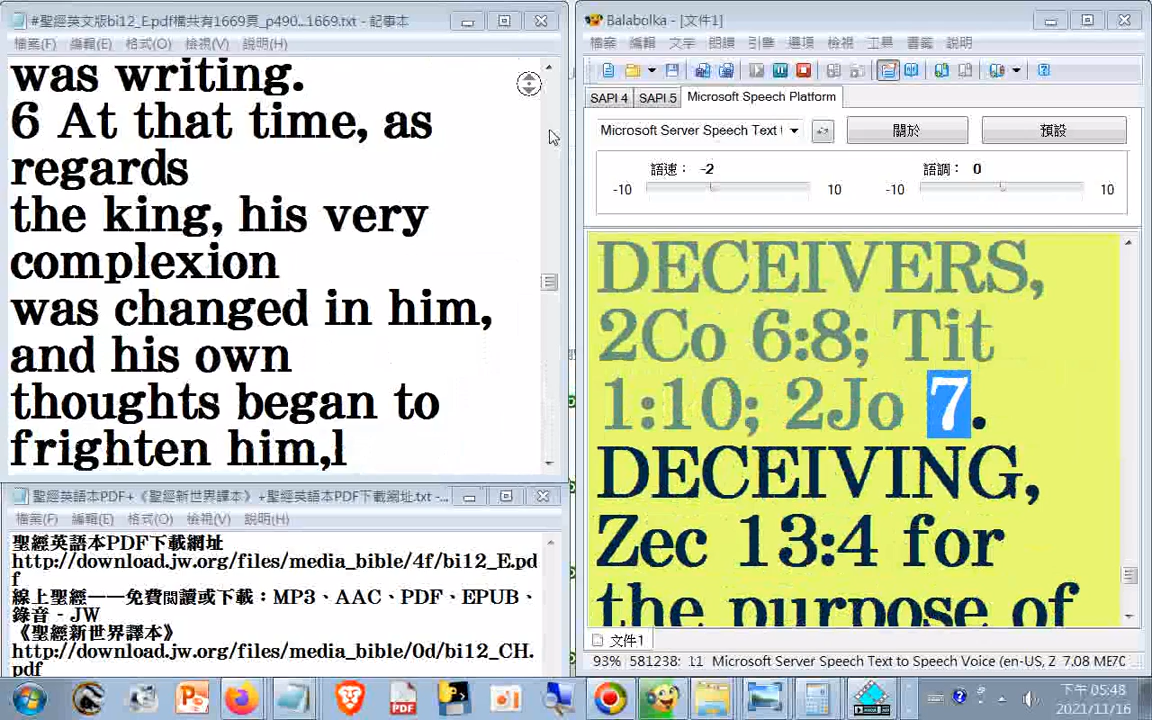 #聖經英文版bi12_E.pdf檔共有1669頁_p490...1669.txt - 記事本
檔案(F) 編輯(E) 格式(O) 檢視(V) 說明(H)
was writing.
6 At that time, as
regards
the king, his very
complexion
was changed in him,
and his own
thoughts began to
frighten him,l
聖經英語本PDF+《聖經新世界譯本》+聖經英語本PDF下載網址.txt - ...
檔案(F) 編輯(E) 格式(O) 檢視(V) 說明(H)
聖經英語本PDF下載網址
http://download.jw.org/files/media_bible/4f/bi12_E.pd
f
線上聖經——免費閱讀或下載：MP3、AAC、PDF、EPUB、
錄音 - JW
《聖經新世界譯本》
http://download.jw.org/files/media_bible/0d/bi12_CH.
pdf
Balabolka - [文件1]
檔案 編輯 文字 朗讀 引擎 選項 檢視 工具 書籤 說明
SAPI 4 SAPI 5 Microsoft Speech Platform
Microsoft Server Speech Text 關於 預設
語速： -2 語調： 0
-10 10 -10 10
DECEIVERS,
2Co 6:8; Tit
1:10; 2Jo 7.
DECEIVING,
Zec 13:4 for
the purpose of
文件1
93% 581238: 11 Microsoft Server Speech Text to Speech Voice (en-US, Z 7.08 МБ
PDF
下午 05:48
2021/11/16